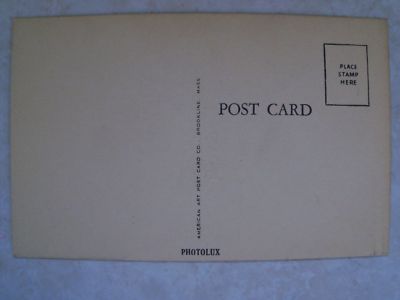 PLACE
STAMP
HERE
POST CARD
AMERICAN ART POST CARD CO. BROOKLINE, MASS
PHOTOLUX